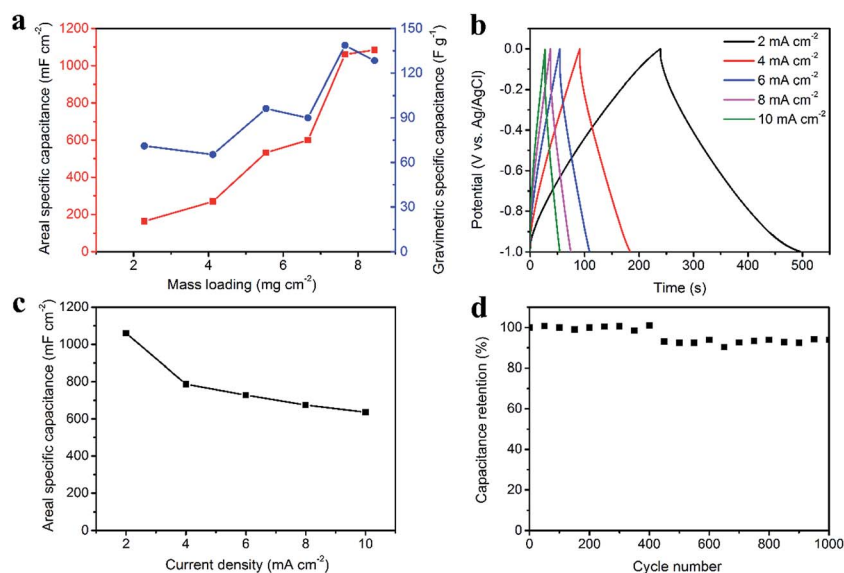 a
Areal specific capacitance (mF cm⁻²)
1200
1000
800
600
400
200
0
150
120
90
60
30
0
Gravimetric specific capacitance (F g⁻¹)
2 4 6 8
Mass loading (mg cm⁻²)
b
Potential (V vs. Ag/AgCl)
0.0
-0.2
-0.4
-0.6
-0.8
-1.0
2 mA cm⁻²
4 mA cm⁻²
6 mA cm⁻²
8 mA cm⁻²
10 mA cm⁻²
0 100 200 300 400 500 600
Time (s)
c
Areal specific capacitance (mF cm⁻²)
1200
1000
800
600
400
200
0
2 4 6 8 10
Current density (mA cm⁻²)
d
Capacitance retention (%)
120
100
80
60
40
20
0
0 200 400 600 800 1000
Cycle number